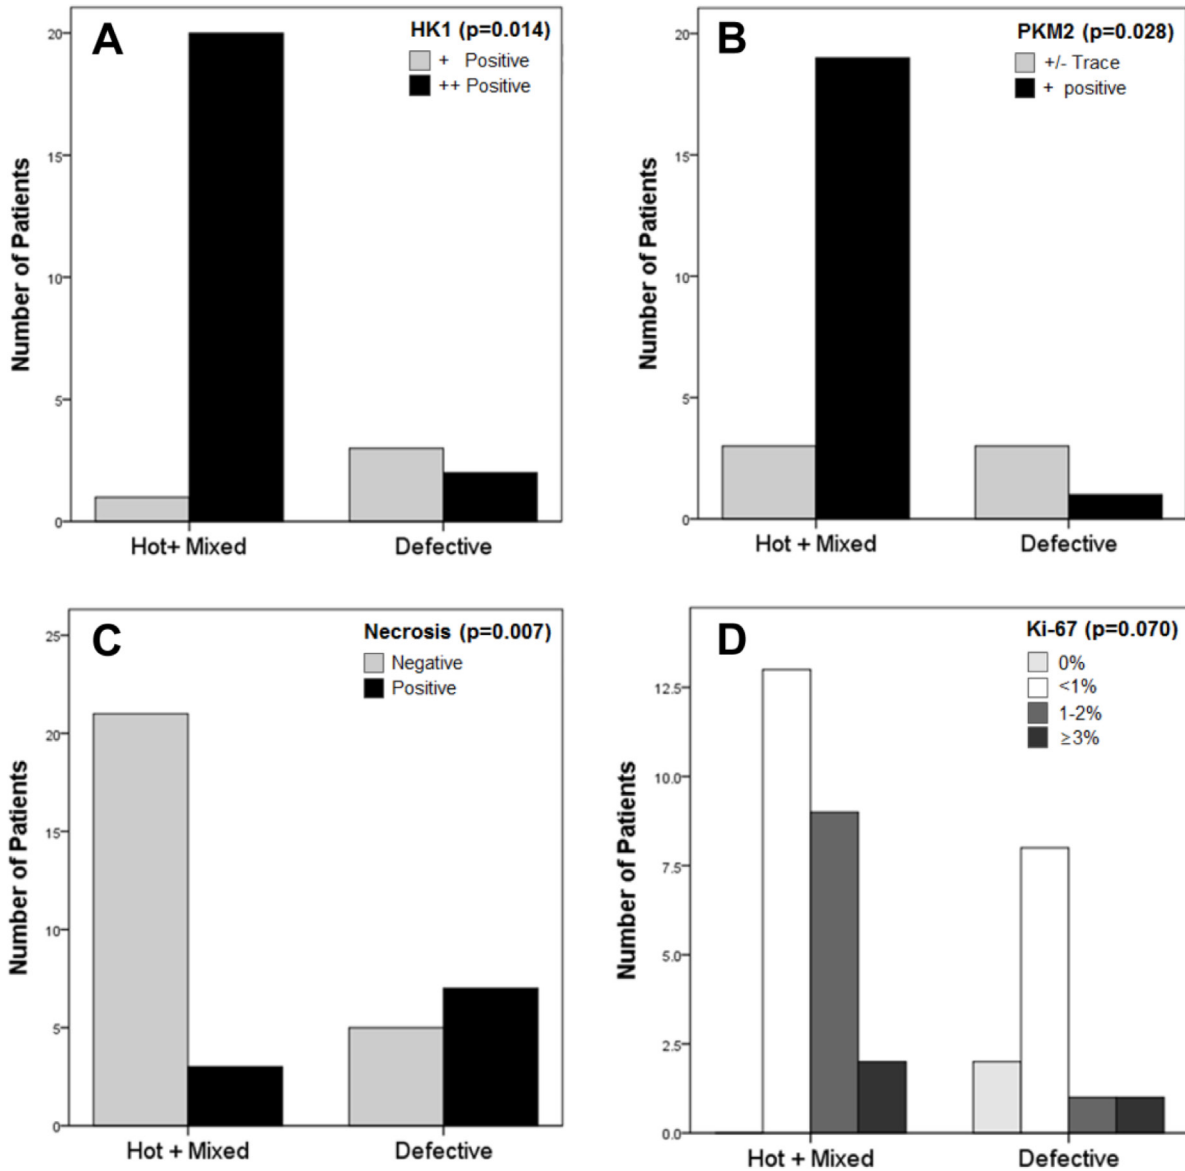 A
HK1 (p=0.014)
+ Positive
++ Positive
Number of Patients
20
15
10
5
0
Hot+ Mixed
Defective
B
PKM2 (p=0.028)
+/- Trace
+ positive
Number of Patients
20
15
10
5
0
Hot + Mixed
Defective
C
Necrosis (p=0.007)
Negative
Positive
Number of Patients
25
20
15
10
5
0
Hot + Mixed
Defective
D
Ki-67 (p=0.070)
0%
<1%
1-2%
≥3%
Number of Patients
12.5
10.0
7.5
5.0
2.5
0.0
Hot + Mixed
Defective